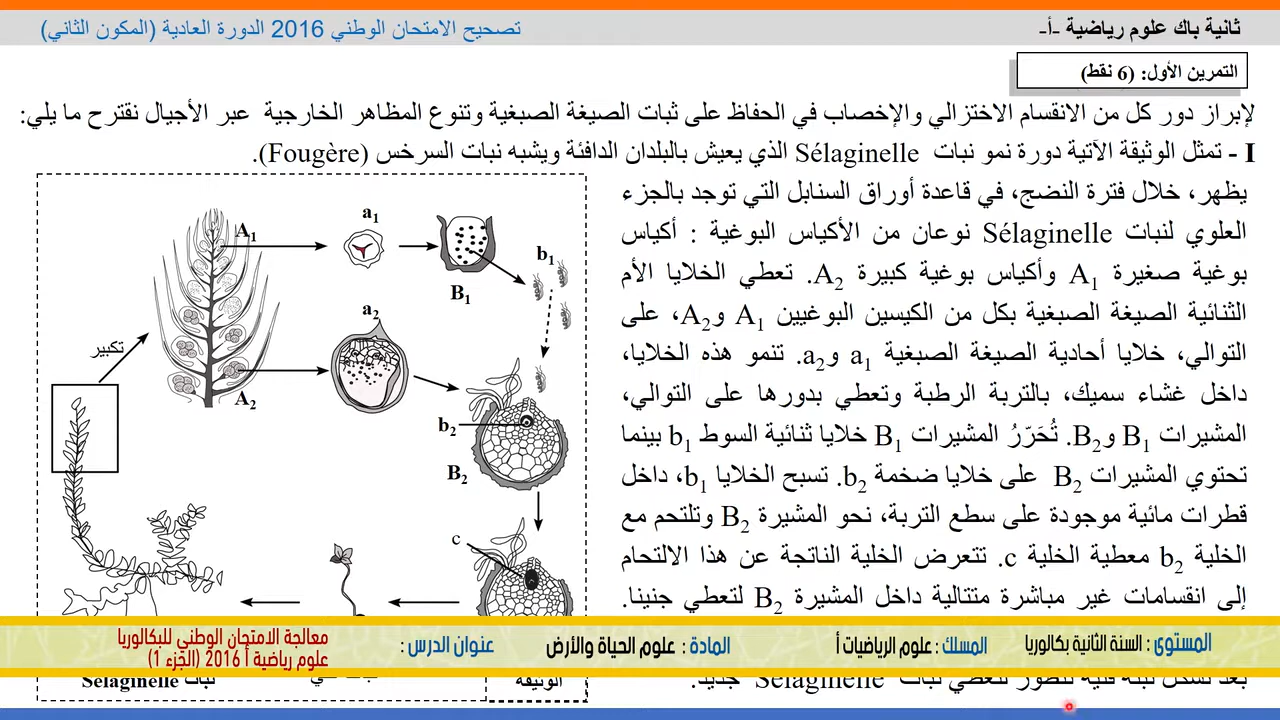 ثانية باك علوم رياضية -أ-
تصحيح الامتحان الوطني 2016 الدورة العادية (المكون الثاني)
التمرين الأول: (6 نقط)
لإبراز دور كل من الانقسام الاختزالي والإخصاب في الحفاظ على ثبات الصيغة الصبغية وتنوع المظاهر الخارجية عبر الأجيال نقترح ما يلي:
I - تمثل الوثيقة الآتية دورة نمو نبات Sélaginelle الذي يعيش بالبلدان الدافئة ويشبه نبات السرخس (Fougère).
يظهر، خلال فترة النضج، في قاعدة أوراق السنابل التي توجد بالجزء
العلوي لنبات Sélaginelle نوعان من الأكياس البوغية : أكياس
بوغية صغيرة A1 وأكياس بوغية كبيرة A2. تعطي الخلايا الأم
الثنائية الصيغة الصبغية بكل من الكيسين البوغيين A1 وA2، على
التوالي، خلايا أحادية الصيغة الصبغية a1 وa2. تنمو هذه الخلايا،
داخل غشاء سميك، بالتربة الرطبة وتعطي بدورها على التوالي،
المشيرات B1 وB2. تُحَرّرُ المشيرات B1 خلايا ثنائية السوط b1 بينما
تحتوي المشيرات B2 على خلايا ضخمة b2. تسبح الخلايا b1، داخل
قطرات مائية موجودة على سطع التربة، نحو المشيرة B2 وتلتحم مع
الخلية b2 معطية الخلية c. تتعرض الخلية الناتجة عن هذا الالتحام
إلى انقسامات غير مباشرة متتالية داخل المشيرة B2 لتعطي جنينا.
Sélaginelle جديد.
A1
a1
B1
b1
a2
تكبير
A2
b2
B2
c
الوثيقة
نبات Sélaginelle
المستوى : السنة الثانية بكالوريا
المسلك : علوم الرياضيات أ
المادة : علوم الحياة والأرض
عنوان الدرس :
معالجة الامتحان الوطني للبكالوريا
علوم رياضية أ 2016 (الجزء 1)